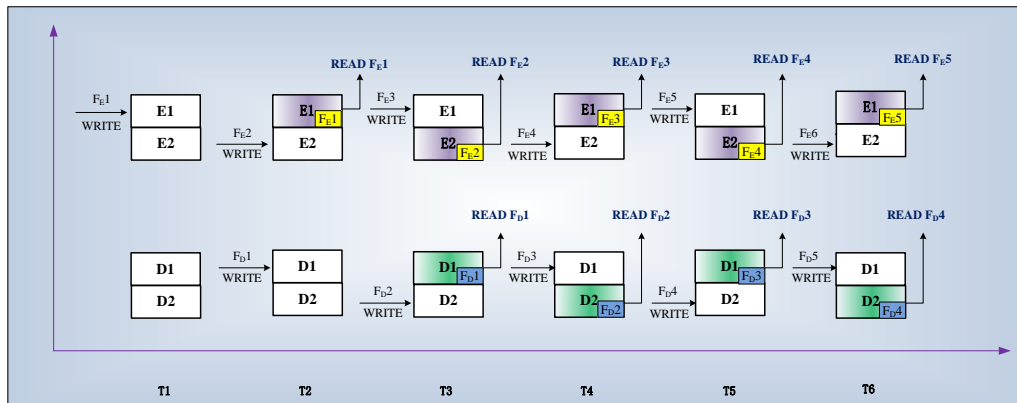 READ FE1
READ FE2
READ FE3
READ FE4
READ FE5
FE1
WRITE
E1
E2
FE2
WRITE
E1
FE1
E2
FE3
WRITE
E1
E2
FE2
FE4
WRITE
E1
FE3
E2
FE5
WRITE
E1
E2
FE4
FE6
WRITE
E1
FE5
E2
READ FD1
READ FD2
READ FD3
READ FD4
D1
D2
FD1
WRITE
D1
D2
FD2
WRITE
D1
FD1
D2
FD3
WRITE
D1
D2
FD2
FD4
WRITE
D1
FD3
D2
FD5
WRITE
D1
D2
FD4
T1 T2 T3 T4 T5 T6